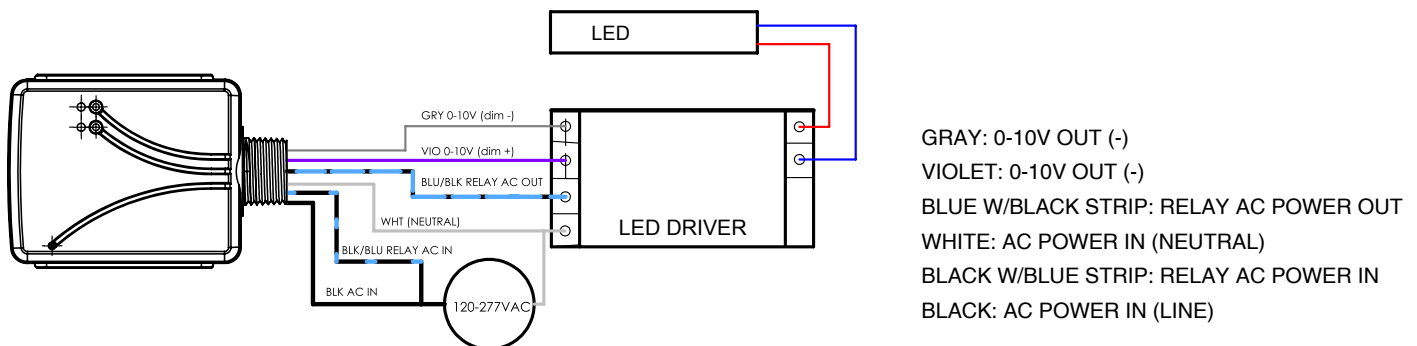 LED
GRY 0-10V (dim -)
VIO 0-10V (dim +)
BLU/BLK RELAY AC OUT
WHT (NEUTRAL)
LED DRIVER
BLK/BLU RELAY AC IN
BLK AC IN
120-277VAC
GRAY: 0-10V OUT (-)
VIOLET: 0-10V OUT (-)
BLUE W/BLACK STRIP: RELAY AC POWER OUT
WHITE: AC POWER IN (NEUTRAL)
BLACK W/BLUE STRIP: RELAY AC POWER IN
BLACK: AC POWER IN (LINE)